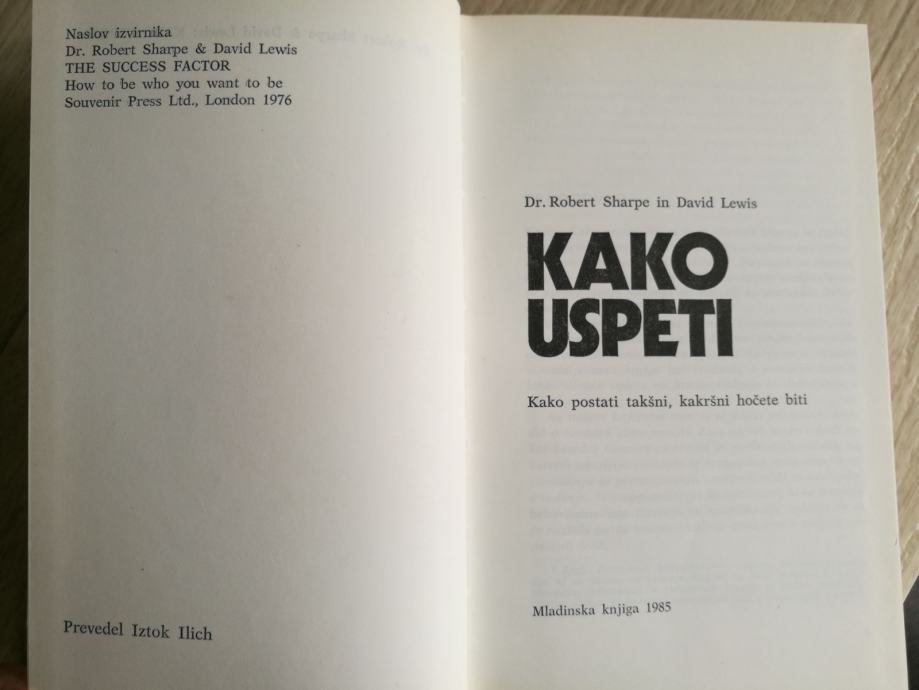 Naslov izvirnika
Dr. Robert Sharpe & David Lewis
THE SUCCESS FACTOR
How to be who you want to be
Souvenir Press Ltd., London 1976
Prevedel Iztok Ilich
Dr. Robert Sharpe in David Lewis
KAKO
USPETI
Kako postati takšni, kakršni hočete biti
Mladinska knjiga 1985